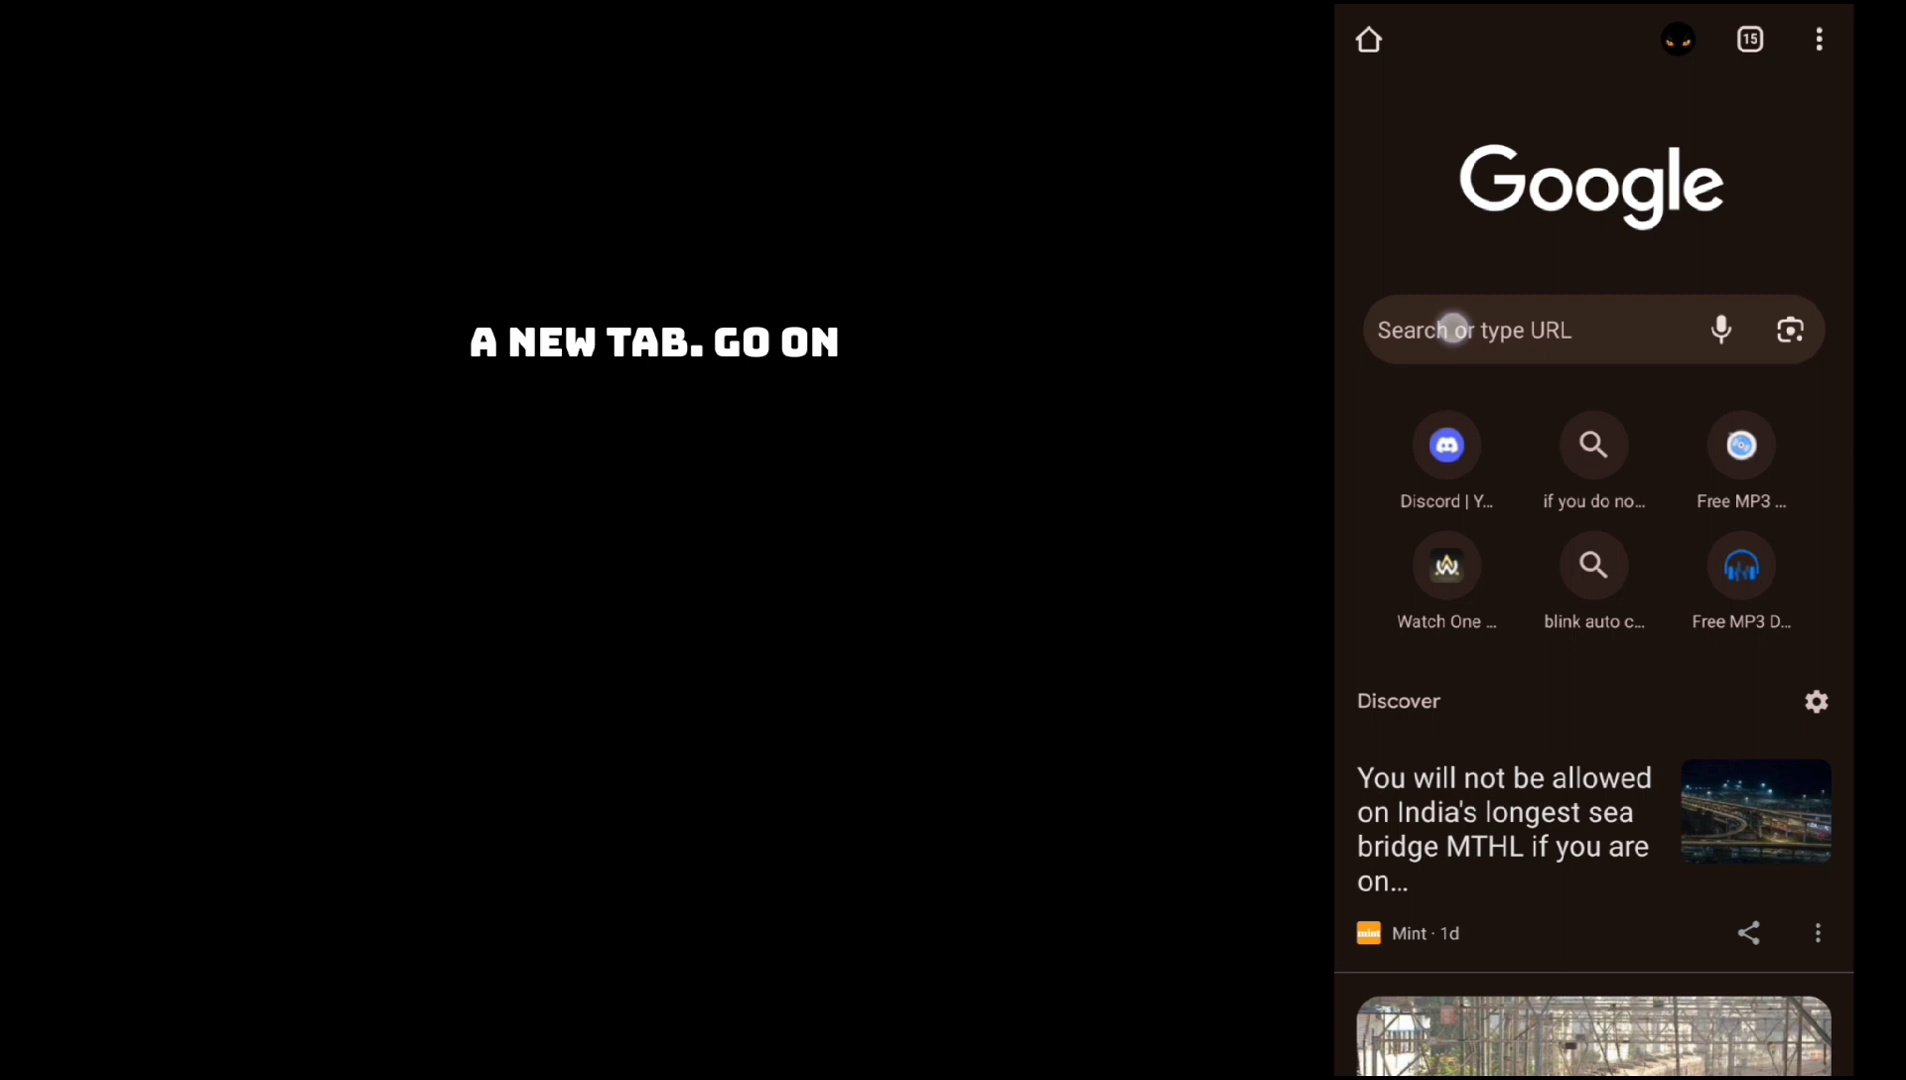 A NEW TAB. GO ON
15
Google
Search or type URL
Discord | Y...
if you do no...
Free MP3 ...
Watch One ...
blink auto c...
Free MP3 D...
Discover
You will not be allowed
on India's longest sea
bridge MTHL if you are
on...
mint
Mint · 1d